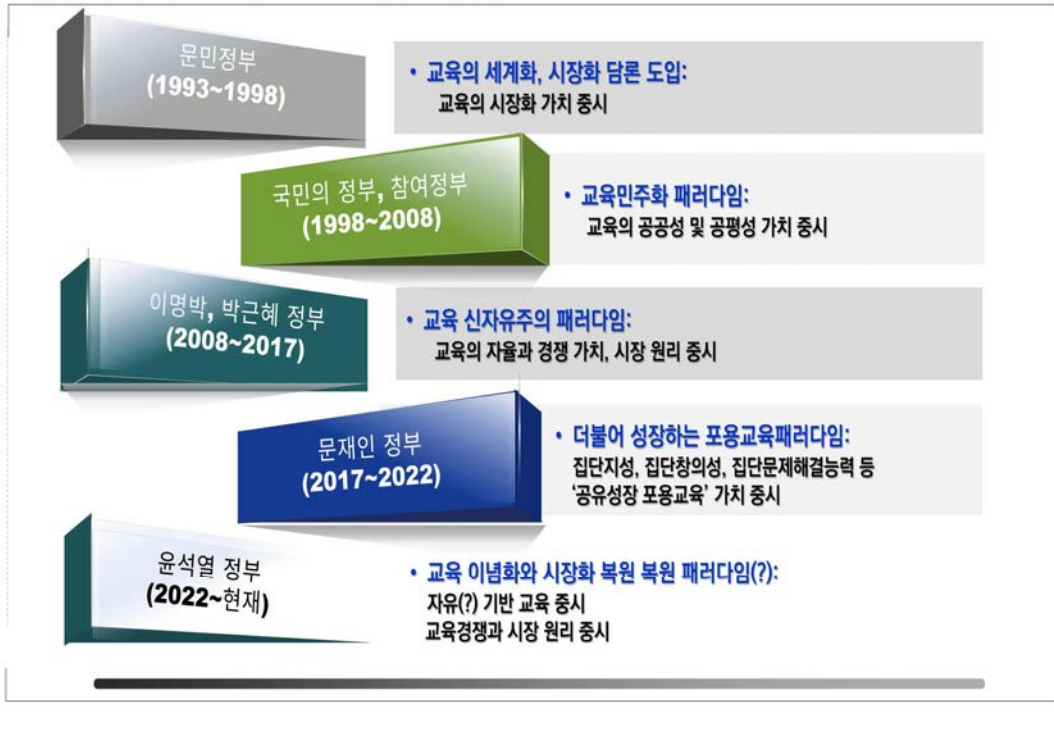 문민정부
(1993~1998)
• 교육의 세계화, 시장화 담론 도입:
교육의 시장화 가치 중시
국민의 정부, 참여정부
(1998~2008)
• 교육민주화 패러다임:
교육의 공공성 및 공평성 가치 중시
이명박, 박근혜 정부
(2008~2017)
• 교육 신자유주의 패러다임:
교육의 자율과 경쟁 가치, 시장 원리 중시
문재인 정부
(2017~2022)
• 더불어 성장하는 포용교육패러다임:
집단지성, 집단창의성, 집단문제해결능력 등
‘공유성장 포용교육’ 가치 중시
윤석열 정부
(2022~현재)
• 교육 이념화와 시장화 복원 복원 패러다임(?):
자유(?) 기반 교육 중시
교육경쟁과 시장 원리 중시